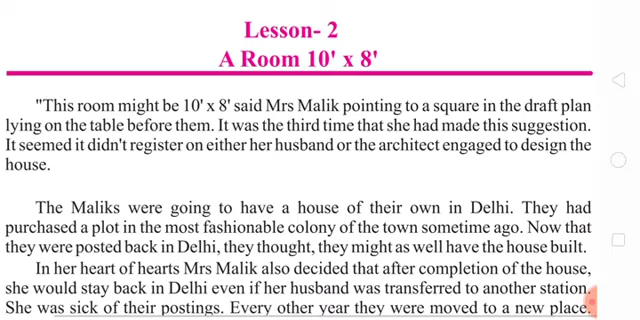 Lesson- 2
A Room 10' x 8'
"This room might be 10' x 8' said Mrs Malik pointing to a square in the draft plan
lying on the table before them. It was the third time that she had made this suggestion.
It seemed it didn't register on either her husband or the architect engaged to design the
house.
The Maliks were going to have a house of their own in Delhi. They had
purchased a plot in the most fashionable colony of the town sometime ago. Now that
they were posted back in Delhi, they thought, they might as well have the house built.
In her heart of hearts Mrs Malik also decided that after completion of the house,
she would stay back in Delhi even if her husband was transferred to another station.
She was sick of their postings. Every other year they were moved to a new place.